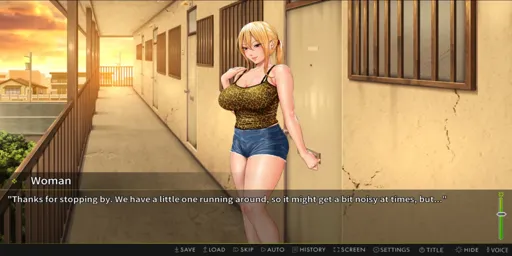 Woman
"Thanks for stopping by. We have a little one running around, so it might get a bit noisy at times, but..."
SAVE LOAD SKIP AUTO HISTORY SCREEN SETTINGS TITLE HIDE VOICE